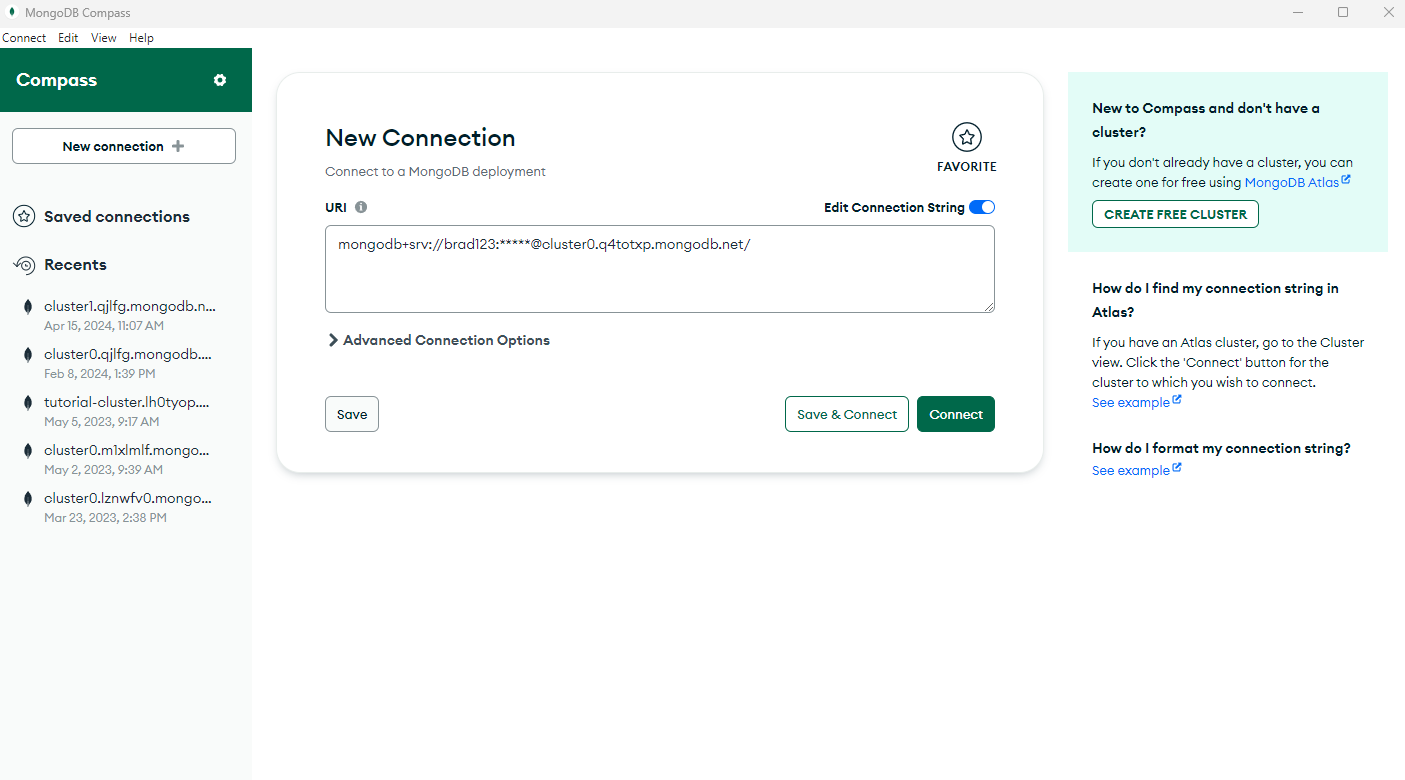 MongoDB Compass
Connect Edit View Help
Compass
New connection
Saved connections
Recents
cluster1.qjlfg.mongodb.n...
Apr 15, 2024, 11:07 AM
cluster0.qjlfg.mongodb....
Feb 8, 2024, 1:39 PM
tutorial-cluster.lh0tyop....
May 5, 2023, 9:17 AM
cluster0.m1xlmlf.mongo...
May 2, 2023, 9:39 AM
cluster0.lznwfv0.mongo...
Mar 23, 2023, 2:38 PM
New Connection
FAVORITE
Connect to a MongoDB deployment
URI
Edit Connection String
mongodb+srv://brad123:*****@cluster0.q4totxp.mongodb.net/
Advanced Connection Options
Save
Save & Connect
Connect
New to Compass and don't have a
cluster?
If you don't already have a cluster, you can
create one for free using MongoDB Atlas
CREATE FREE CLUSTER
How do I find my connection string in
Atlas?
If you have an Atlas cluster, go to the Cluster
view. Click the 'Connect' button for the
cluster to which you wish to connect.
See example
How do I format my connection string?
See example